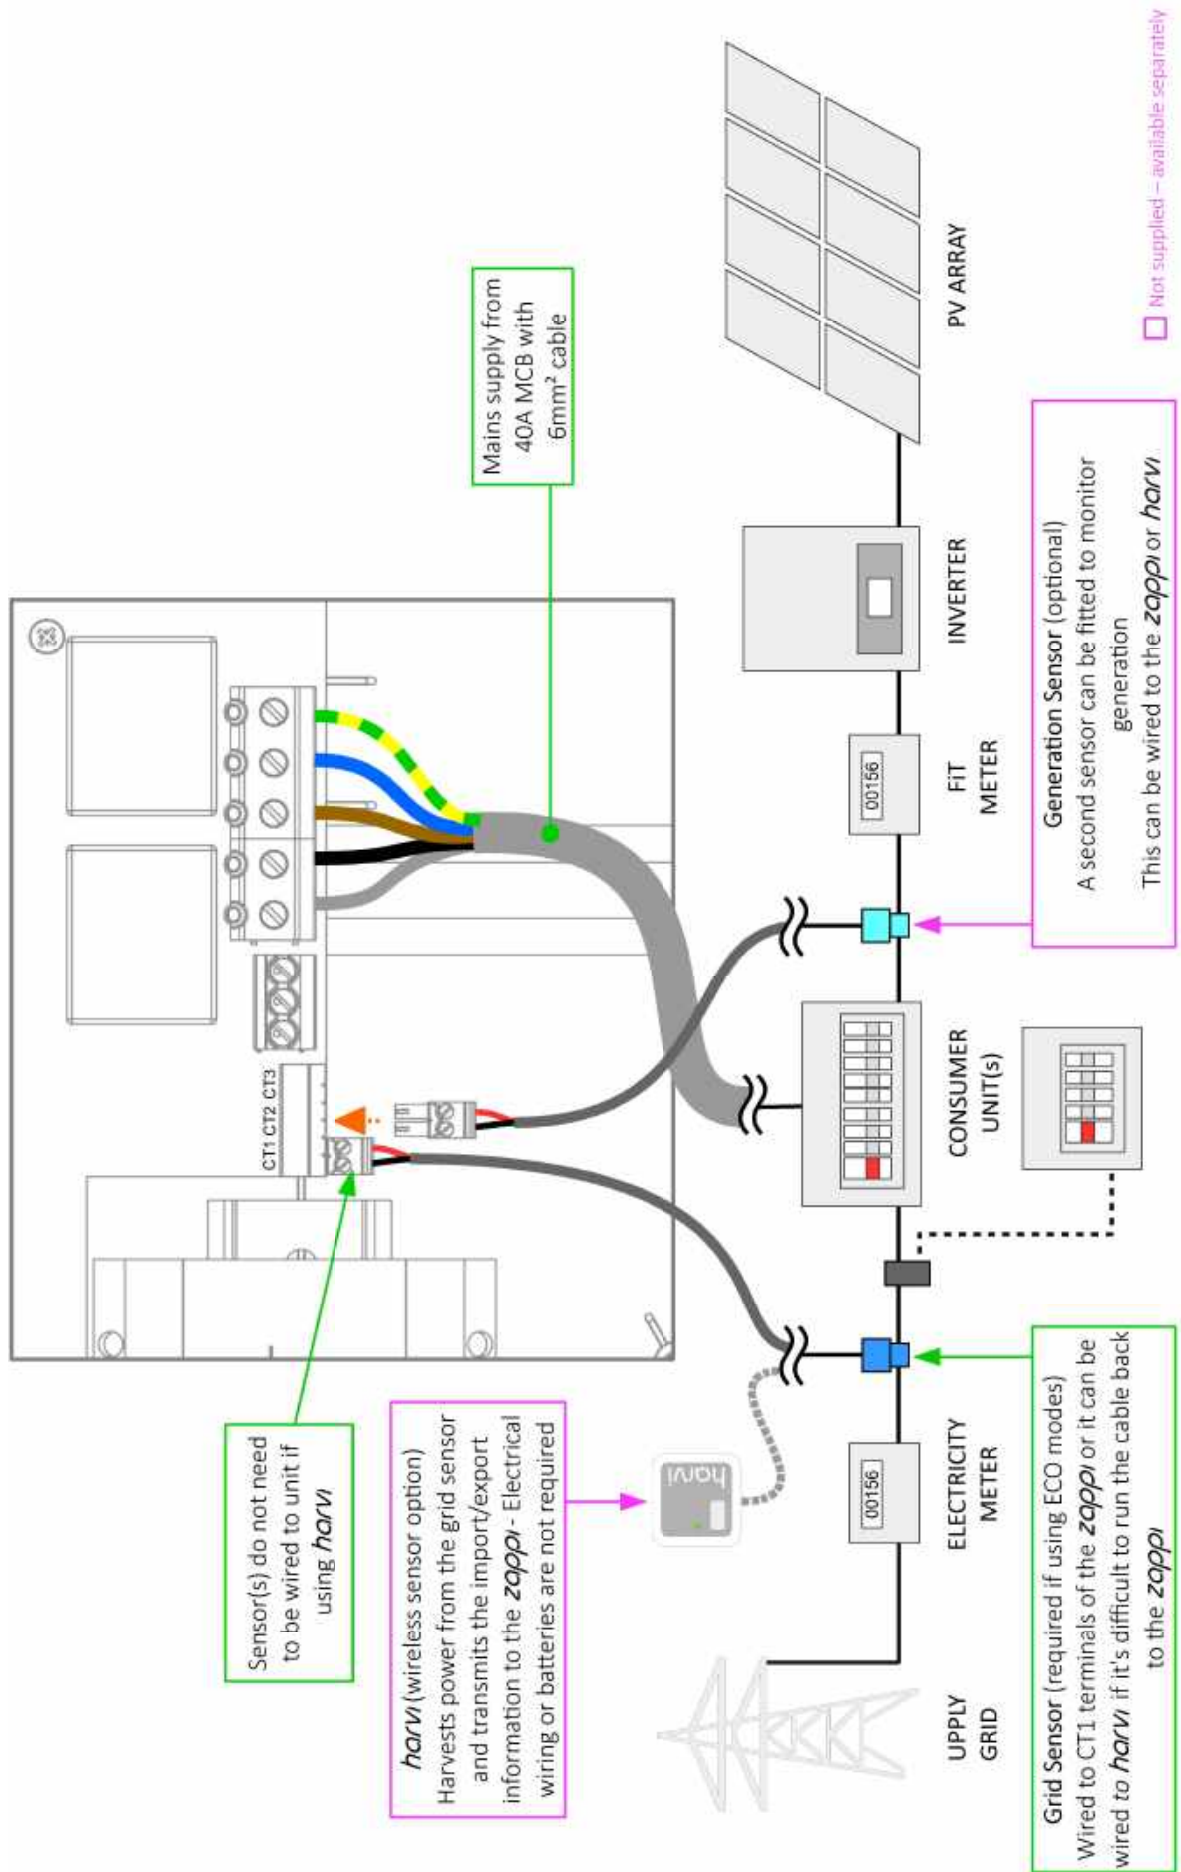 Sensor(s) do not need
to be wired to unit if
using harvi
harvi (wireless sensor option)
Harvests power from the grid sensor
and transmits the import/export
information to the zappi - Electrical
wiring or batteries are not required
CT1 CT2 CT3
Mains supply from
40A MCB with
6mm² cable
harvi
00156
00156
UPPLY
GRID
ELECTRICITY
METER
CONSUMER
UNIT(s)
FiT
METER
INVERTER
PV ARRAY
Grid Sensor (required if using ECO modes)
Wired to CT1 terminals of the zappi or it can be
wired to harvi if it's difficult to run the cable back
to the zappi
Generation Sensor (optional)
A second sensor can be fitted to monitor
generation
This can be wired to the zappi or harvi
Not supplied – available separately